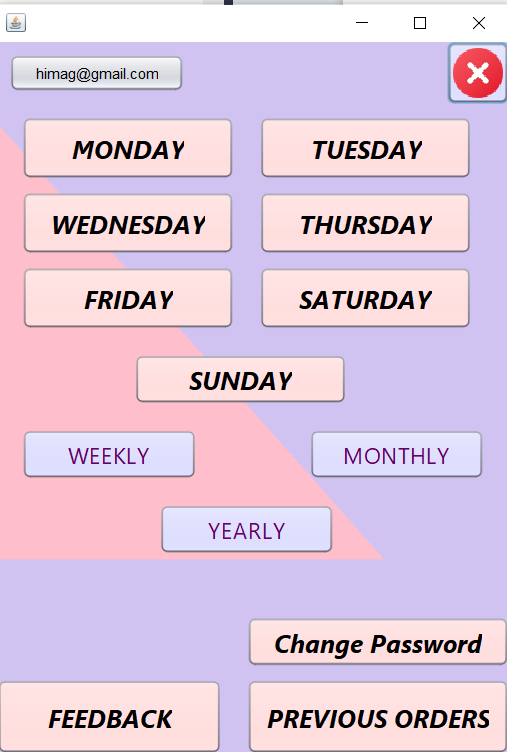 himag@gmail.com
MONDAY
TUESDAY
WEDNESDAY
THURSDAY
FRIDAY
SATURDAY
SUNDAY
WEEKLY
MONTHLY
YEARLY
Change Password
FEEDBACK
PREVIOUS ORDERS